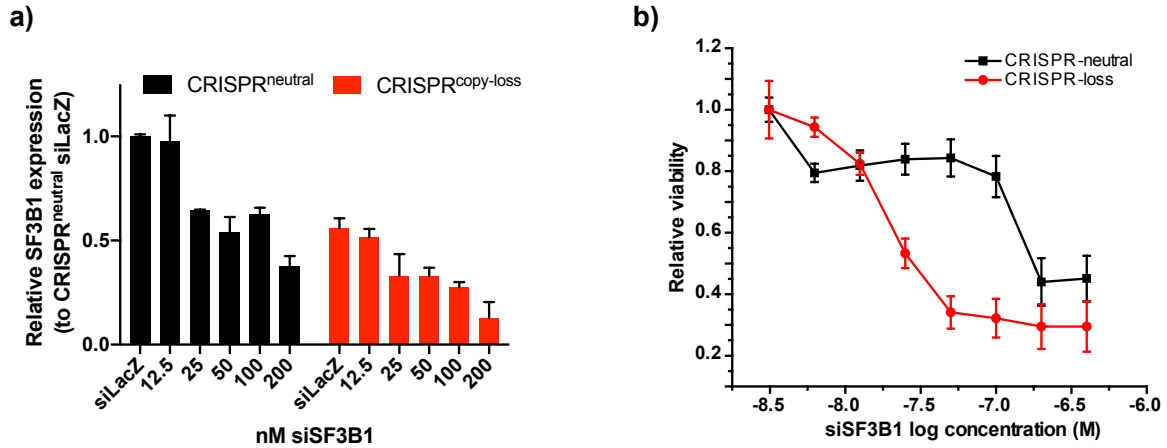 a)
CRISPRneutral
CRISPRcopy-loss
Relative SF3B1 expression
(to CRISPRneutral siLacZ)
1.0
0.5
0.0
siLacZ
12.5
25
50
100
200
siLacZ
12.5
25
50
100
200
nM siSF3B1
b)
CRISPR-neutral
CRISPR-loss
Relative viability
1.0
0.8
0.6
0.4
0.2
-8.5
-8.0
-7.5
-7.0
-6.5
-6.0
siSF3B1 log concentration (M)